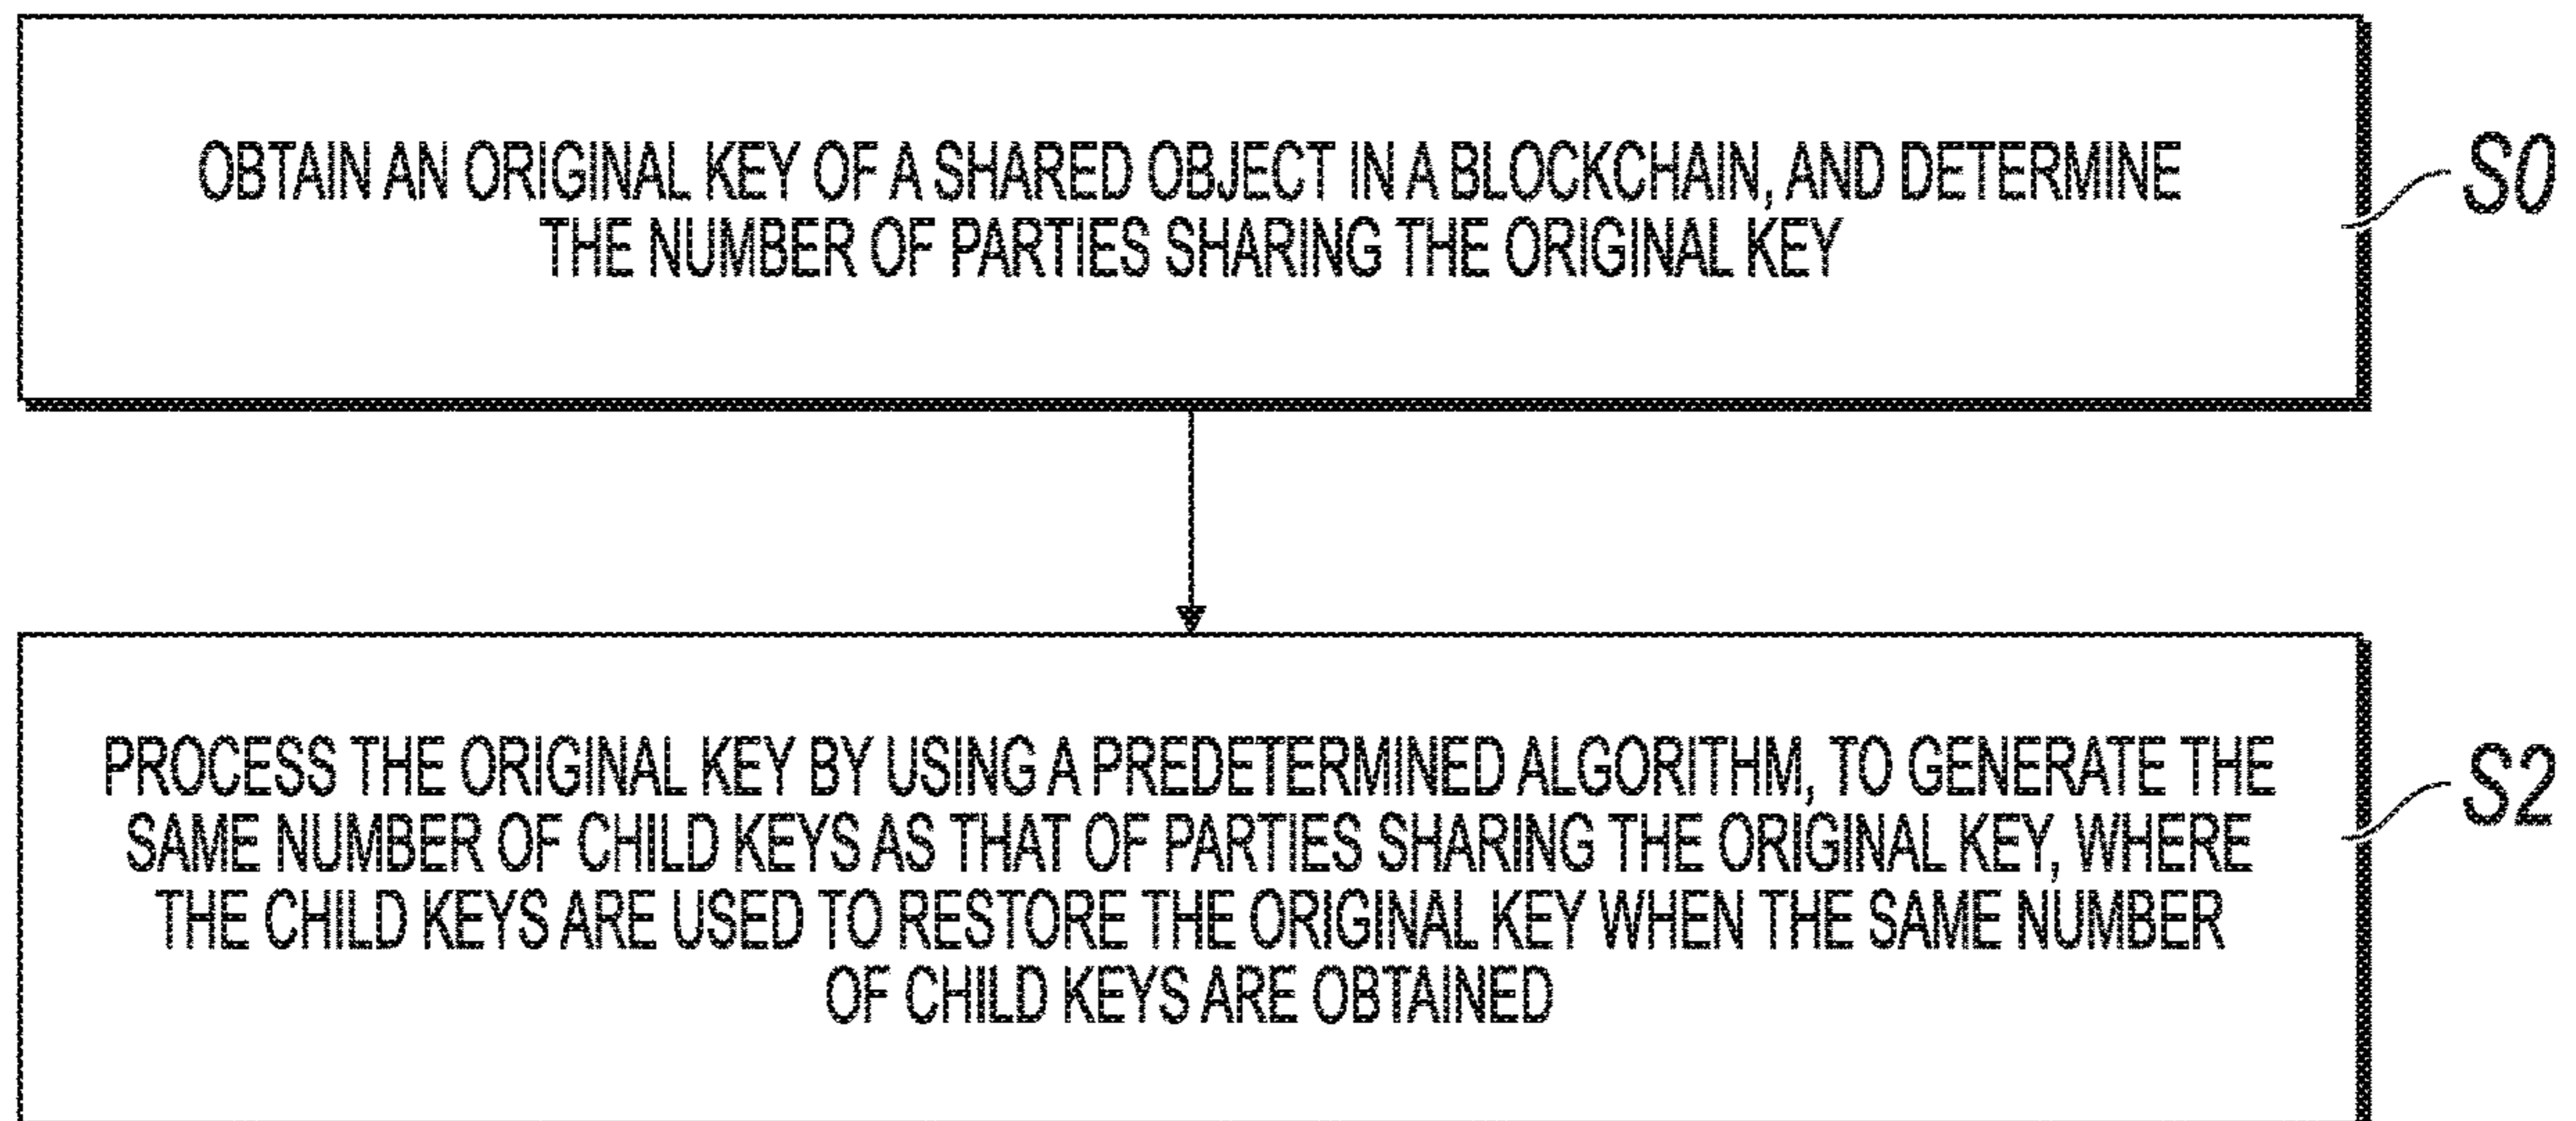 OBTAIN AN ORIGINAL KEY OF A SHARED OBJECT IN A BLOCKCHAIN, AND DETERMINE
THE NUMBER OF PARTIES SHARING THE ORIGINAL KEY
S0
PROCESS THE ORIGINAL KEY BY USING A PREDETERMINED ALGORITHM, TO GENERATE THE
SAME NUMBER OF CHILD KEYS AS THAT OF PARTIES SHARING THE ORIGINAL KEY, WHERE
THE CHILD KEYS ARE USED TO RESTORE THE ORIGINAL KEY WHEN THE SAME NUMBER
OF CHILD KEYS ARE OBTAINED
S2